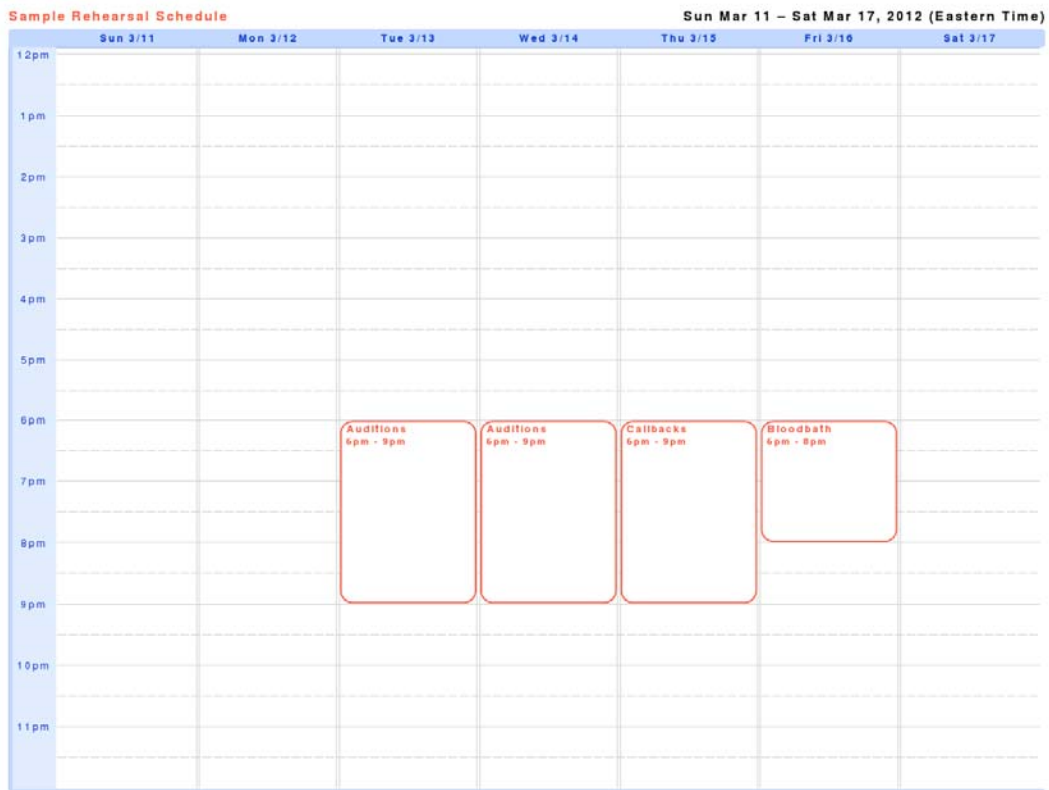 Sample Rehearsal Schedule
Sun Mar 11 – Sat Mar 17, 2012 (Eastern Time)
Sun 3/11 Mon 3/12 Tue 3/13 Wed 3/14 Thu 3/15 Fri 3/16 Sat 3/17
12pm
1pm
2pm
3pm
4pm
5pm
6pm
Auditions Auditions Callbacks Bloodbath
6pm - 9pm 6pm - 9pm 6pm - 9pm 6pm - 8pm
7pm
8pm
9pm
10pm
11pm